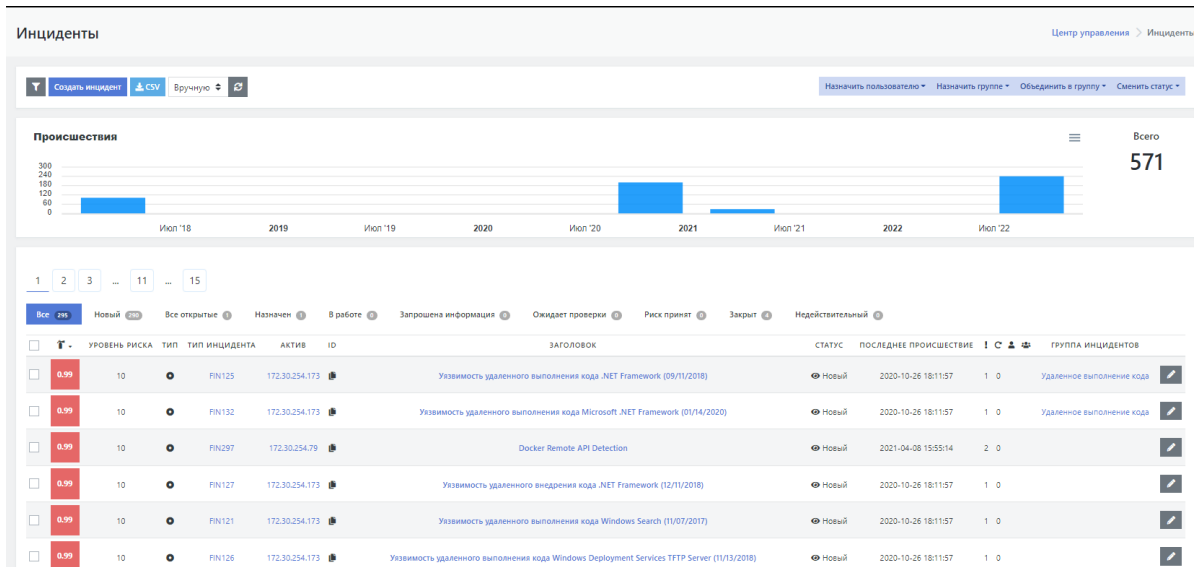 Инциденты
Центр управления > Инциденты
Создать инцидент CSV Вручную Назначить пользователю Назначить группе Объединить в группу Сменить статус
Происшествия
Всего
571
300
240
180
120
60
0
Июл '18 2019 Июл '19 2020 Июл '20 2021 Июл '21 2022 Июл '22
1 2 3 ... 11 ... 15
Все 295 Новый 290 Все открытые 1 Назначен 1 В работе 0 Запрошена информация 0 Ожидает проверки 0 Риск принят 0 Закрыт 4 Недействительный 0
УРОВЕНЬ РИСКА ТИП ТИП ИНЦИДЕНТА АКТИВ ID ЗАГОЛОВОК СТАТУС ПОСЛЕДНЕЕ ПРОИСШЕСТВИЕ ГРУППА ИНЦИДЕНТОВ
0.99 10 FIN125 172.30.254.173 Уязвимость удаленного выполнения кода .NET Framework (09/11/2018) Новый 2020-10-26 18:11:57 1 0 Удаленное выполнение кода
0.99 10 FIN132 172.30.254.173 Уязвимость удаленного выполнения кода Microsoft .NET Framework (01/14/2020) Новый 2020-10-26 18:11:57 1 0 Удаленное выполнение кода
0.99 10 FIN297 172.30.254.79 Docker Remote API Detection Новый 2021-04-08 15:55:14 2 0
0.99 10 FIN127 172.30.254.173 Уязвимость удаленного внедрения кода .NET Framework (12/11/2018) Новый 2020-10-26 18:11:57 1 0
0.99 10 FIN121 172.30.254.173 Уязвимость удаленного выполнения кода Windows Search (11/07/2017) Новый 2020-10-26 18:11:57 1 0
0.99 10 FIN126 172.30.254.173 Уязвимость удаленного выполнения кода Windows Deployment Services TFTP Server (11/13/2018) Новый 2020-10-26 18:11:57 1 0